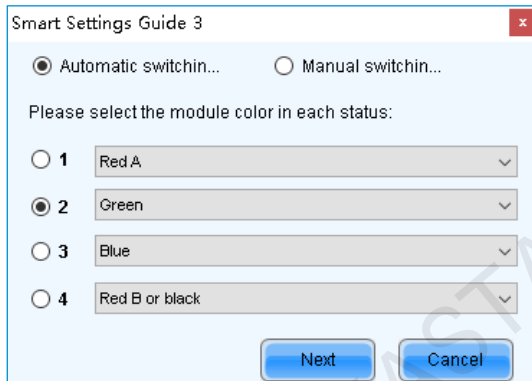 Smart Settings Guide 3
x
Automatic switchin... Manual switchin...
Please select the module color in each status:
1 Red A
2 Green
3 Blue
4 Red B or black
Next Cancel